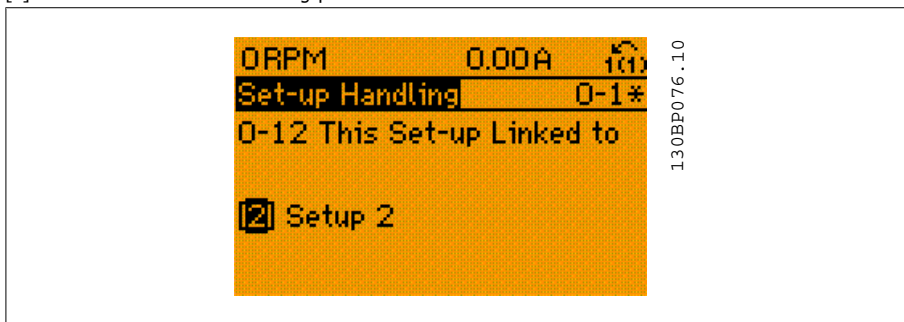 0RPM 0.00A 1(1)
Set-up Handling 0-1*
0-12 This Set-up Linked to
[2] Setup 2
130BP076.10